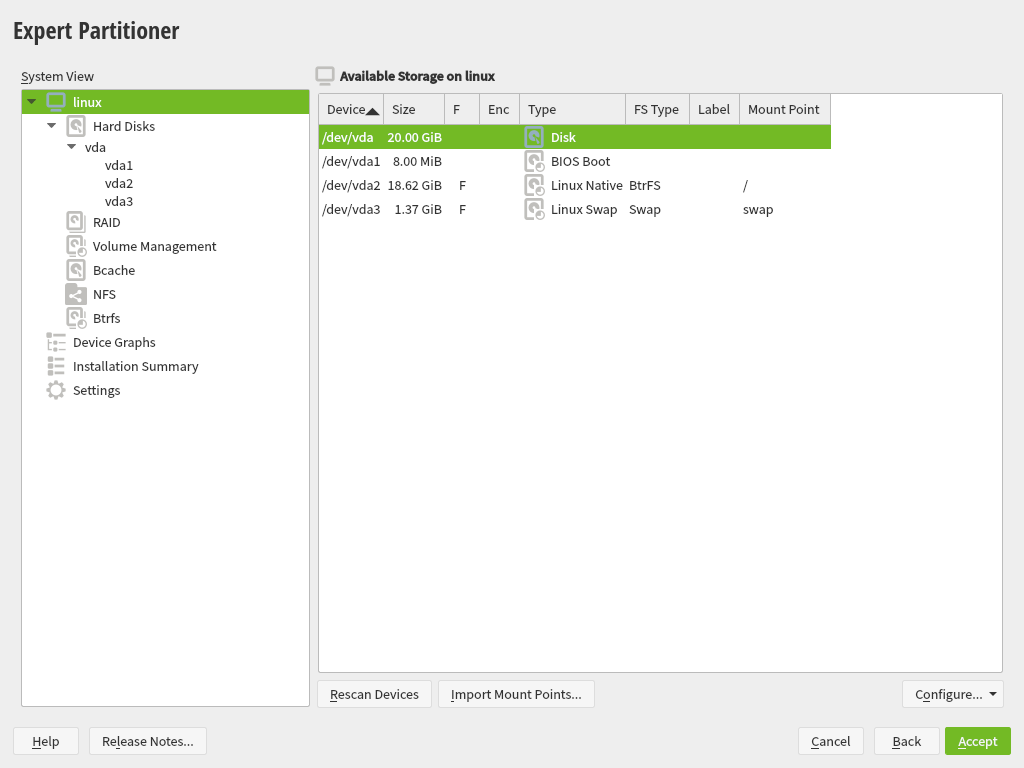 Expert Partitioner
System View
linux
Hard Disks
vda
vda1
vda2
vda3
RAID
Volume Management
Bcache
NFS
Btrfs
Device Graphs
Installation Summary
Settings
Available Storage on linux
Device Size F Enc Type FS Type Label Mount Point
/dev/vda 20.00 GiB Disk
/dev/vda1 8.00 MiB BIOS Boot
/dev/vda2 18.62 GiB F Linux Native BtrFS /
/dev/vda3 1.37 GiB F Linux Swap Swap swap
Rescan Devices Import Mount Points... Configure...
Help Release Notes... Cancel Back Accept